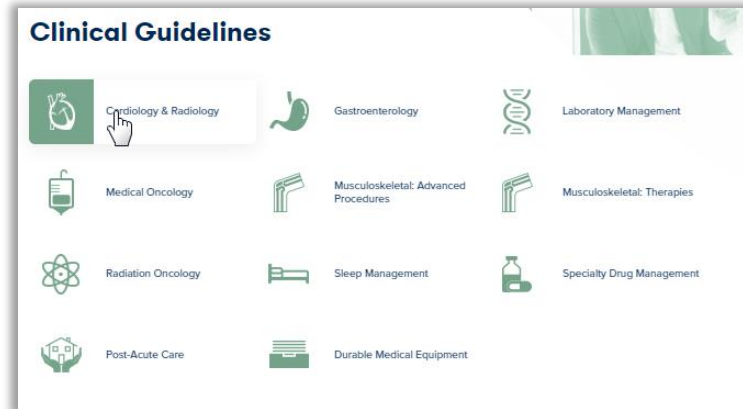 Clinical Guidelines
Cardiology & Radiology
Gastroenterology
Laboratory Management
Medical Oncology
Musculoskeletal: Advanced
Procedures
Musculoskeletal: Therapies
Radiation Oncology
Sleep Management
Specialty Drug Management
Post-Acute Care
Durable Medical Equipment